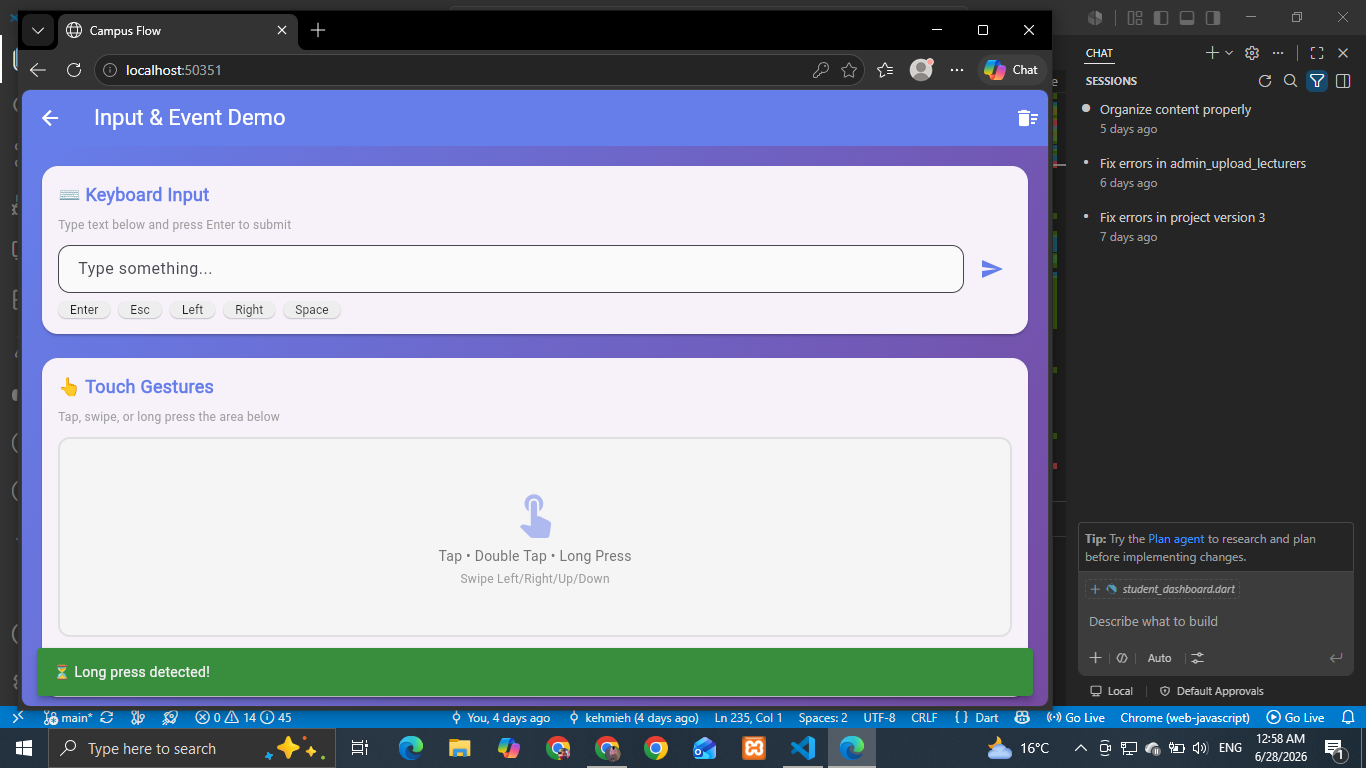 Campus Flow
localhost:50351
Chat
Input & Event Demo
⌨️ Keyboard Input
Type text below and press Enter to submit
Type something...
Enter Esc Left Right Space
👆 Touch Gestures
Tap, swipe, or long press the area below
Tap • Double Tap • Long Press
Swipe Left/Right/Up/Down
⏳ Long press detected!
CHAT
SESSIONS
Organize content properly
5 days ago
Fix errors in admin_upload_lecturers
6 days ago
Fix errors in project version 3
7 days ago
Tip: Try the Plan agent to research and plan
before implementing changes.
student_dashboard.dart
Describe what to build
Auto
Local Default Approvals
main* 0 14 45 You, 4 days ago kehmieh (4 days ago) Ln 235, Col 1 Spaces: 2 UTF-8 CRLF { } Dart Go Live Chrome (web-javascript) Go Live
Type here to search
16°C
ENG
12:58 AM
6/28/2026
1